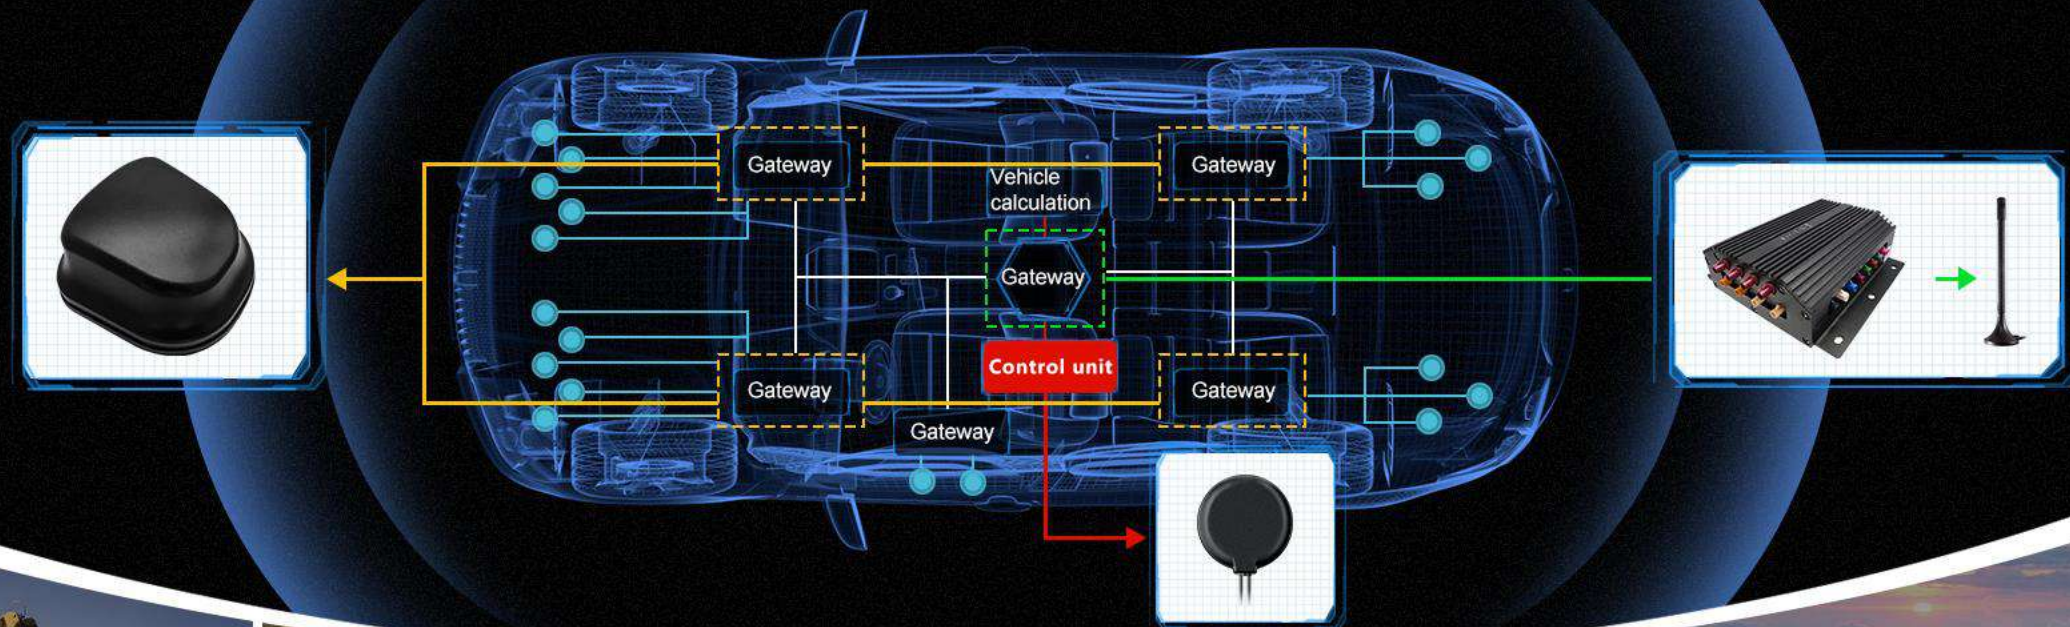 Gateway
Gateway
Vehicle
calculation
Gateway
Control unit
Gateway
Gateway
Gateway